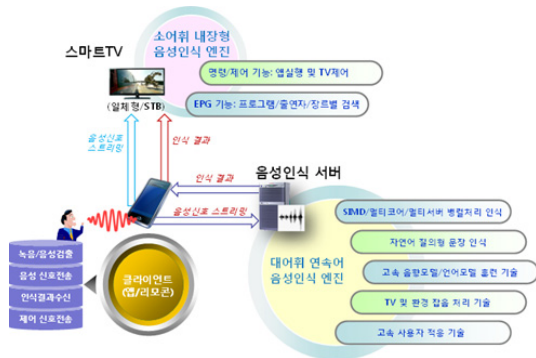 소어휘 내장형
음성인식 엔진
스마트TV
명령/제어 기능: 앱실행 및 TV제어
(일체형/STB)
EPG 기능: 프로그램/출연자/장르별 검색
음성신호
스트리밍
인식 결과
인식 결과
음성인식 서버
음성신호 스트리밍
SIMD/멀티코어/멀티서버 병렬처리 인식
자연어 질의형 문장 인식
대어휘 연속어
음성인식 엔진
고속 음향모델/언어모델 훈련 기술
TV 및 환경 잡음 처리 기술
고속 사용자 적응 기술
녹음/음성검출
음성 신호전송
인식결과수신
제어 신호전송
클라이언트
(앱/리모콘)